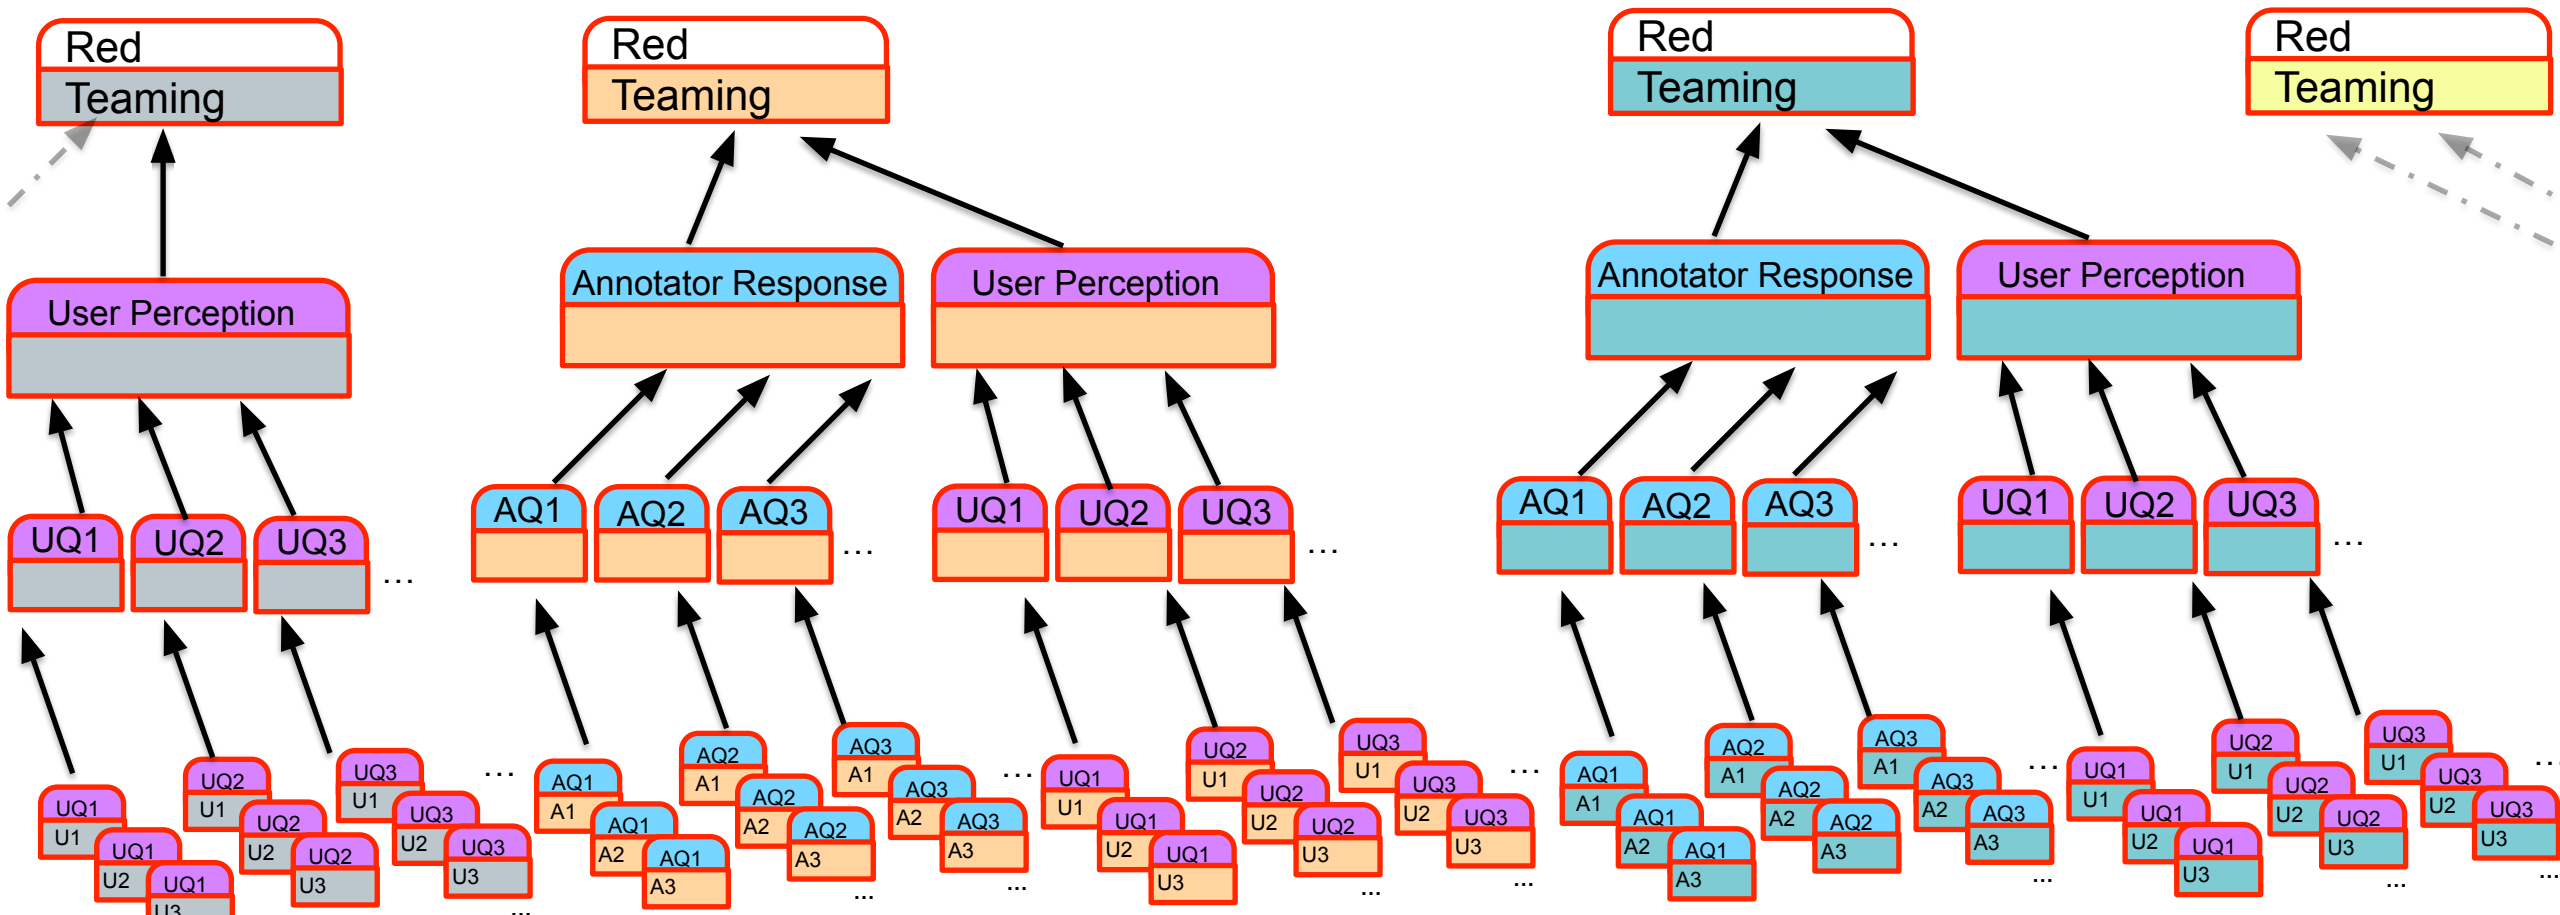 Red
Teaming
Red
Teaming
Red
Teaming
Red
Teaming
User Perception
Annotator Response
User Perception
Annotator Response
User Perception
UQ1
UQ2
UQ3
...
AQ1
AQ2
AQ3
...
UQ1
UQ2
UQ3
...
AQ1
AQ2
AQ3
...
UQ1
UQ2
UQ3
...
UQ1
U1
UQ1
U2
UQ1
U3
UQ2
U1
UQ2
U2
UQ2
U3
UQ3
U1
UQ3
U2
UQ3
U3
...
...
AQ1
A1
AQ1
A2
AQ1
A3
AQ2
A1
AQ2
A2
AQ2
A3
...
AQ3
A1
AQ3
A2
AQ3
A3
...
...
UQ1
U1
UQ1
U2
UQ1
U3
UQ2
U1
UQ2
U2
UQ2
U3
...
UQ3
U1
UQ3
U2
UQ3
U3
...
...
AQ1
A1
AQ1
A2
AQ1
A3
AQ2
A1
AQ2
A2
AQ2
A3
AQ3
A1
AQ3
A2
AQ3
A3
...
...
UQ1
U1
UQ1
U2
UQ1
U3
UQ2
U1
UQ2
U2
UQ2
U3
...
UQ3
U1
UQ3
U2
UQ3
U3
...
...